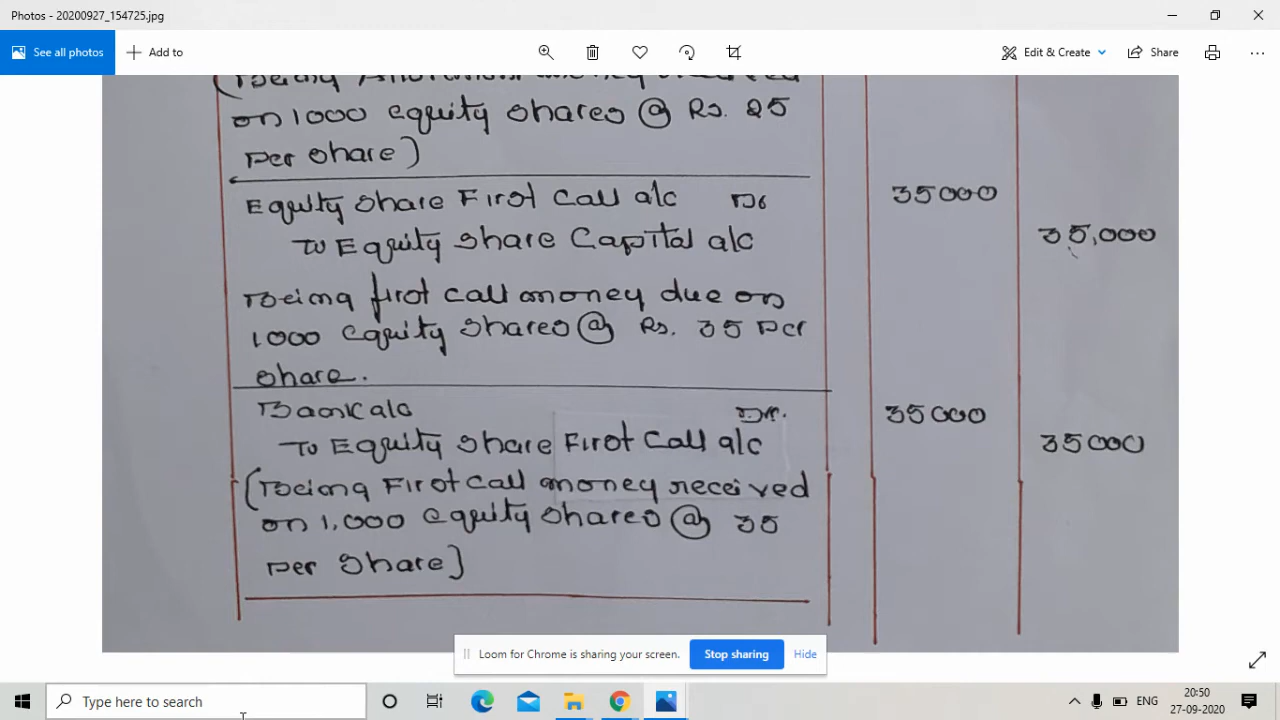 Photos - 20200927_154725.jpg
See all photos
Add to
Edit & Create
Share
(Being Allotment money received
on 1000 equity shares @ Rs. 25
Per share)
Equity share First Call a/c Dr 35000
To Equity share Capital a/c 35,000
Being first call money due on
1000 equity shares @ Rs. 35 Per
share.
Bank a/c Dr. 35000
To Equity share First Call a/c 35000
(Being First call money received
on 1,000 equity shares @ 35
Per share)
Loom for Chrome is sharing your screen.
Stop sharing
Hide
Type here to search
ENG
20:50
27-09-2020